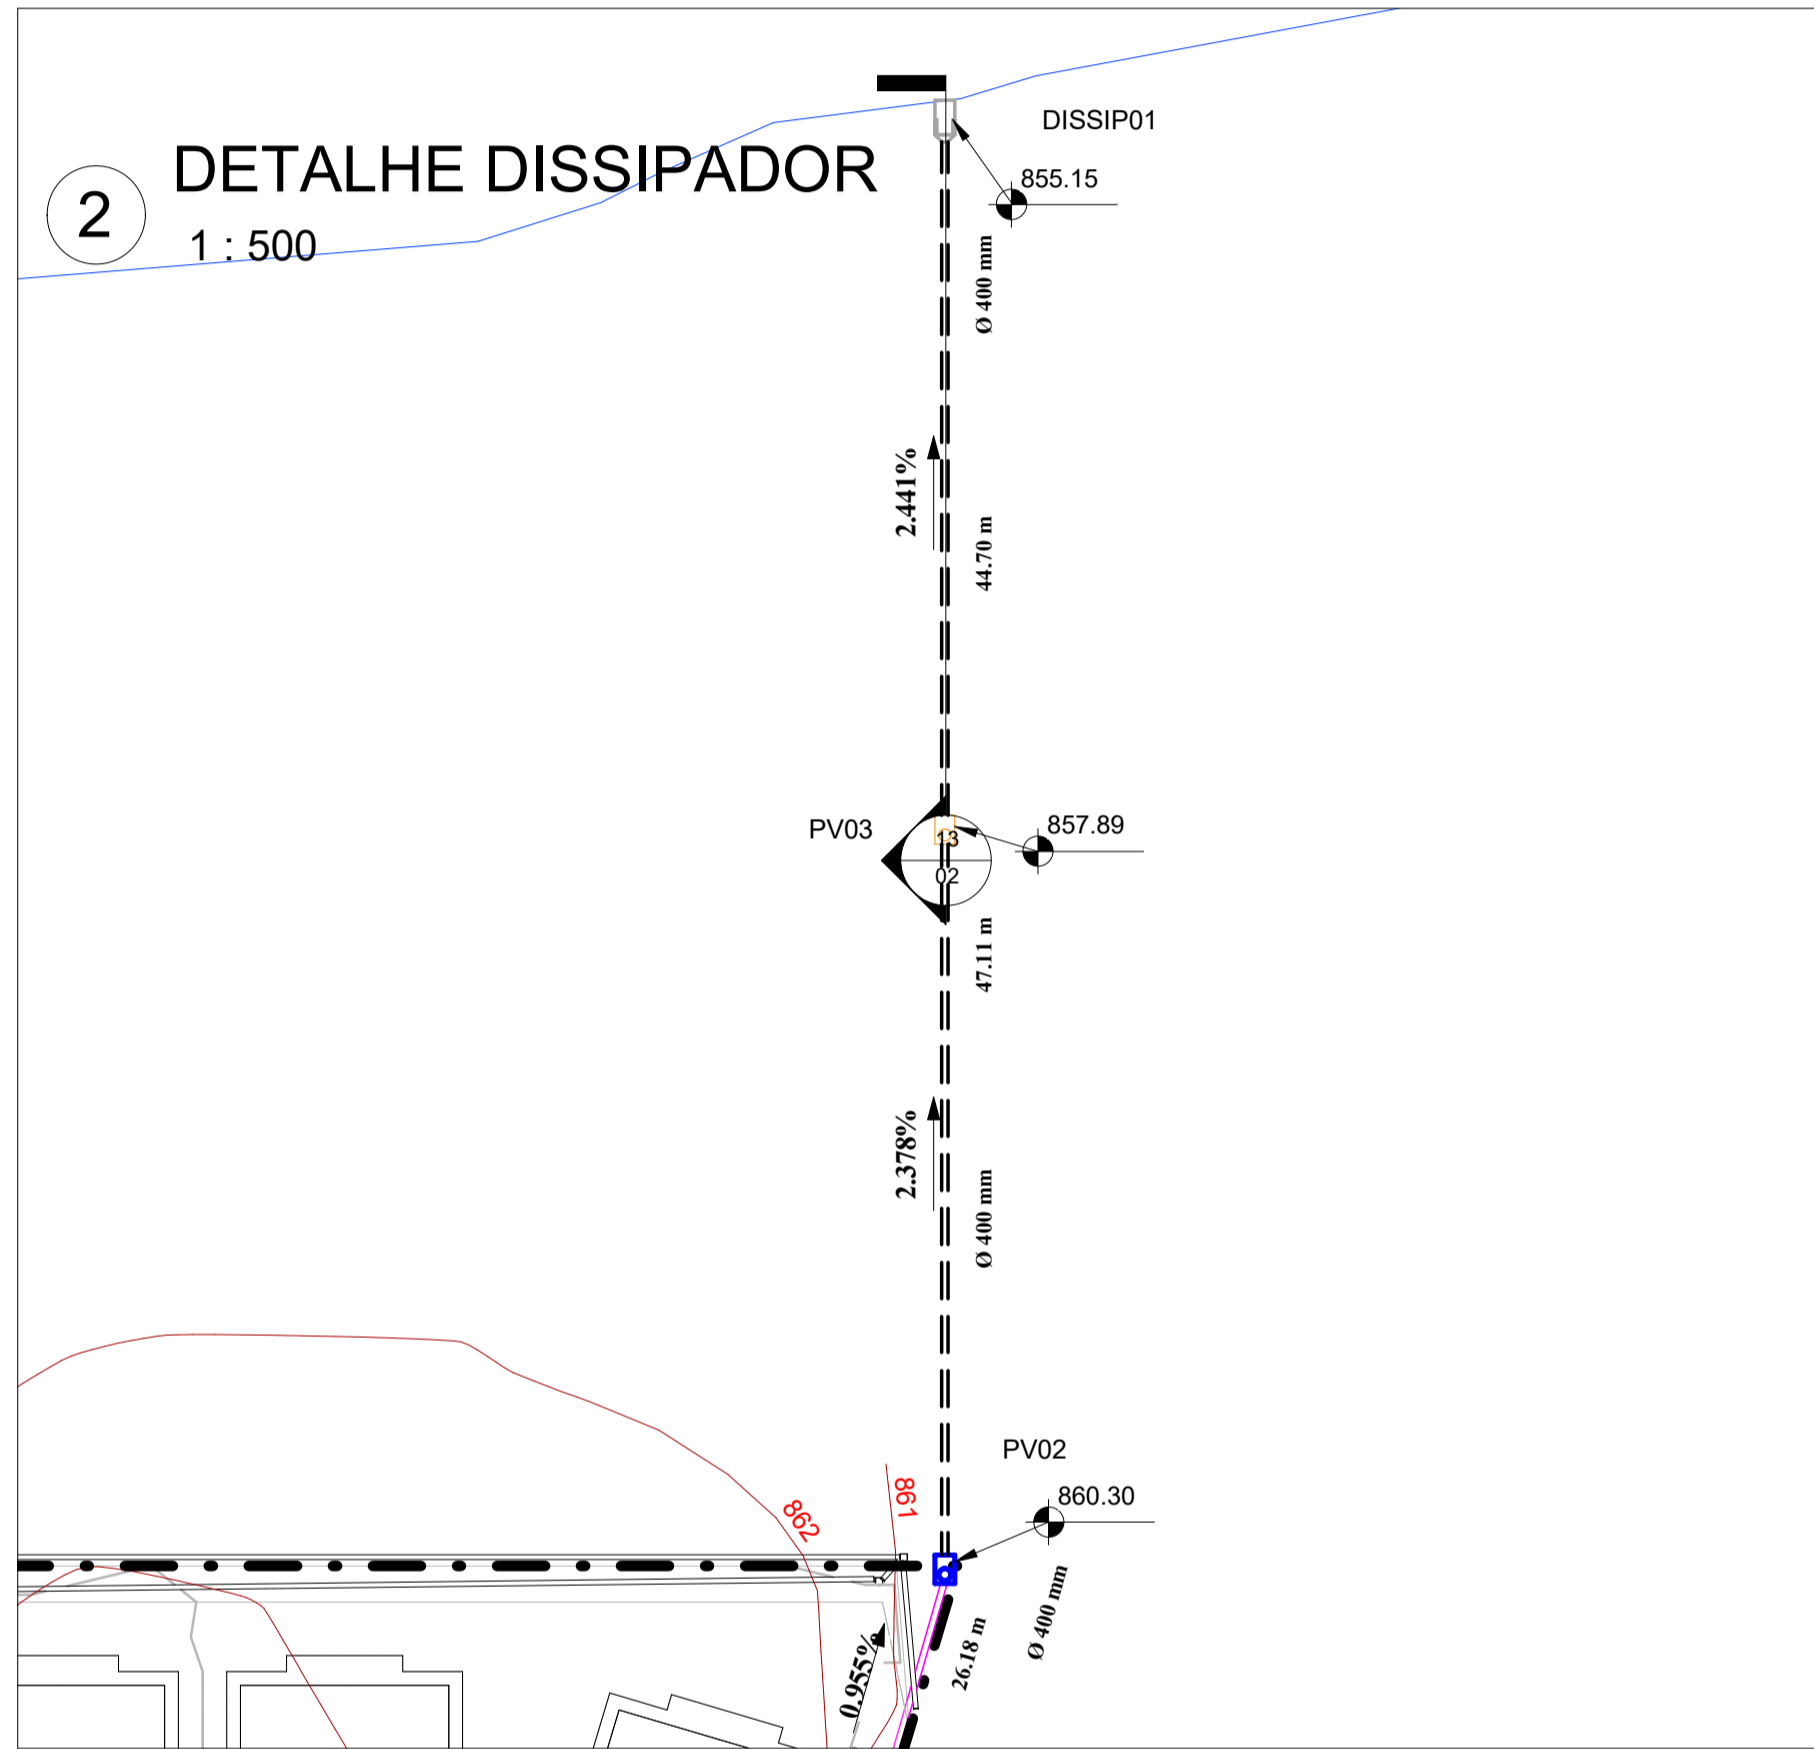 DISSIP01
2
DETALHE DISSIPADOR
1 : 500
855.15
Ø 400 mm
2.441%
44.70 m
PV03
857.89
13
02
47.11 m
2.378%
Ø 400 mm
PV02
860.30
861
862
Ø 400 mm
26.18 m
0.955%